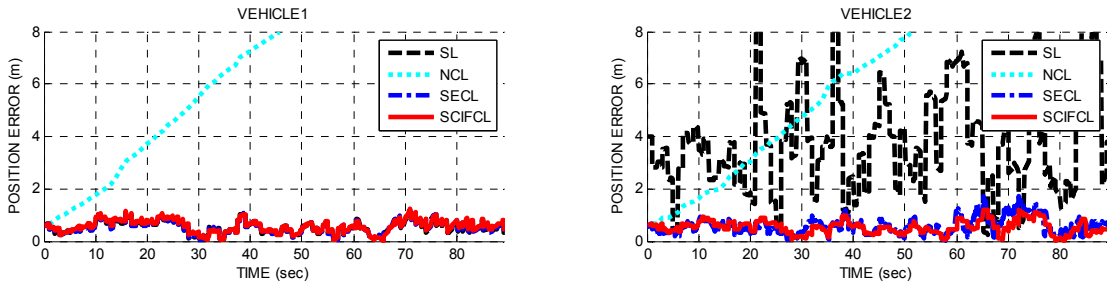 VEHICLE1
POSITION ERROR (m)
8
6
4
2
0
0 10 20 30 40 50 60 70 80
TIME (sec)
SL
NCL
SECL
SCIFCL
VEHICLE2
POSITION ERROR (m)
8
6
4
2
0
0 10 20 30 40 50 60 70 80
TIME (sec)
SL
NCL
SECL
SCIFCL